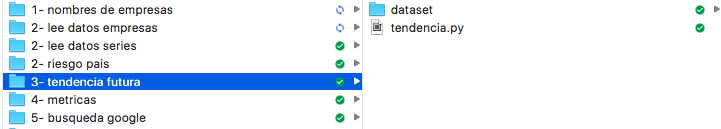 1- nombres de empresas
2- lee datos empresas
2- lee datos series
2- riesgo pais
3- tendencia futura
4- metricas
5- busqueda google
dataset
tendencia.py